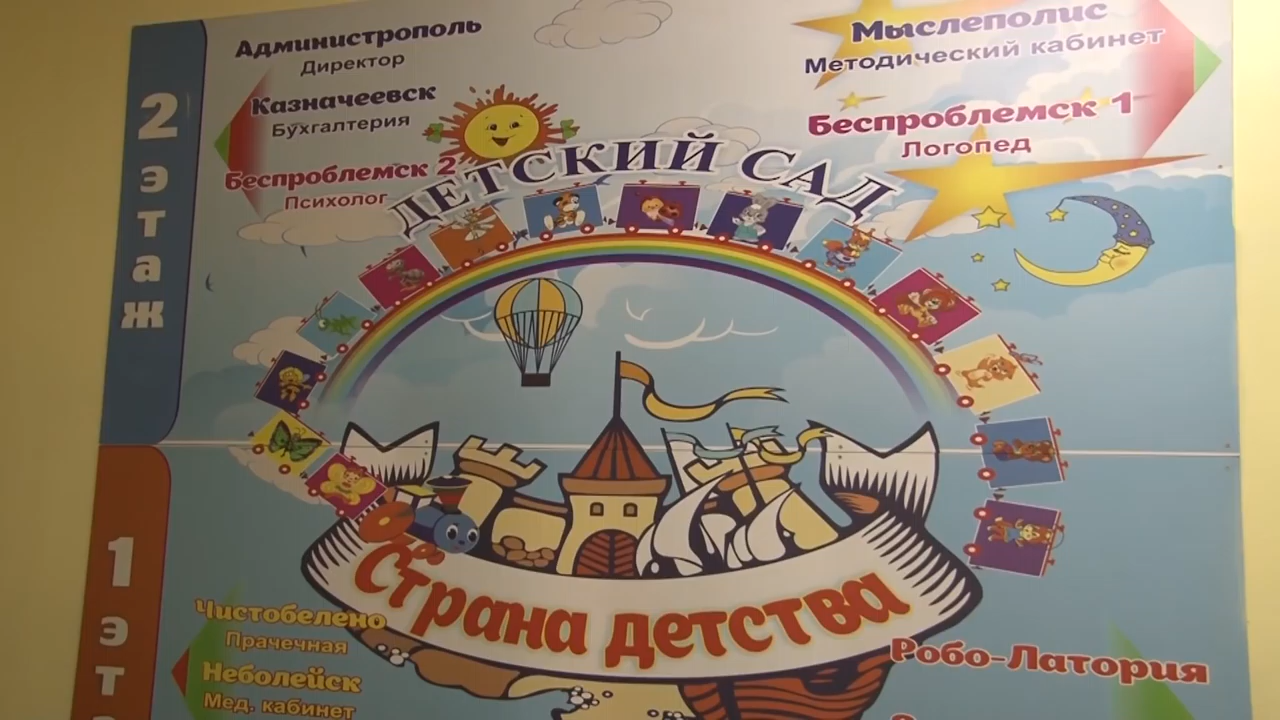 2 этаж
Администрополь
Директор
Казначеевск
Бухгалтерия
Беспроблемск 2
Психолог
Мыслеполис
Методический кабинет
Беспроблемск 1
Логопед
ДЕТСКИЙ САД
Страна детства
1 эт
Чистобелено
Прачечная
Неболейск
Мед. кабинет
Робо-Латория